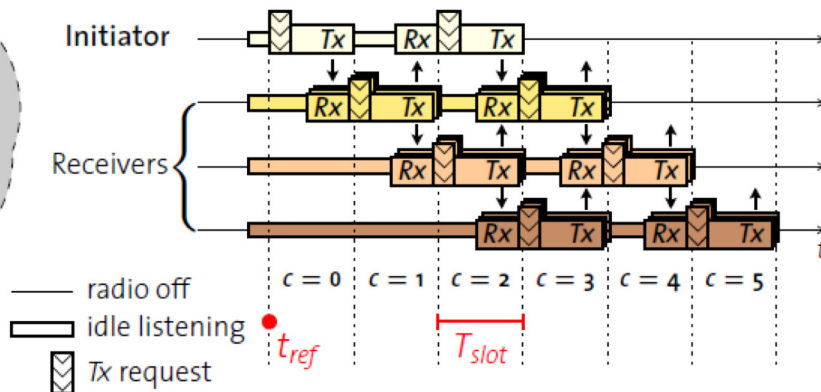 Initiator Tx Rx Tx
Rx Tx Rx Tx
Receivers Rx Tx Rx Tx
Rx Tx Rx Tx
t
c = 0 c = 1 c = 2 c = 3 c = 4 c = 5
radio off
idle listening
t_ref T_slot
Tx request